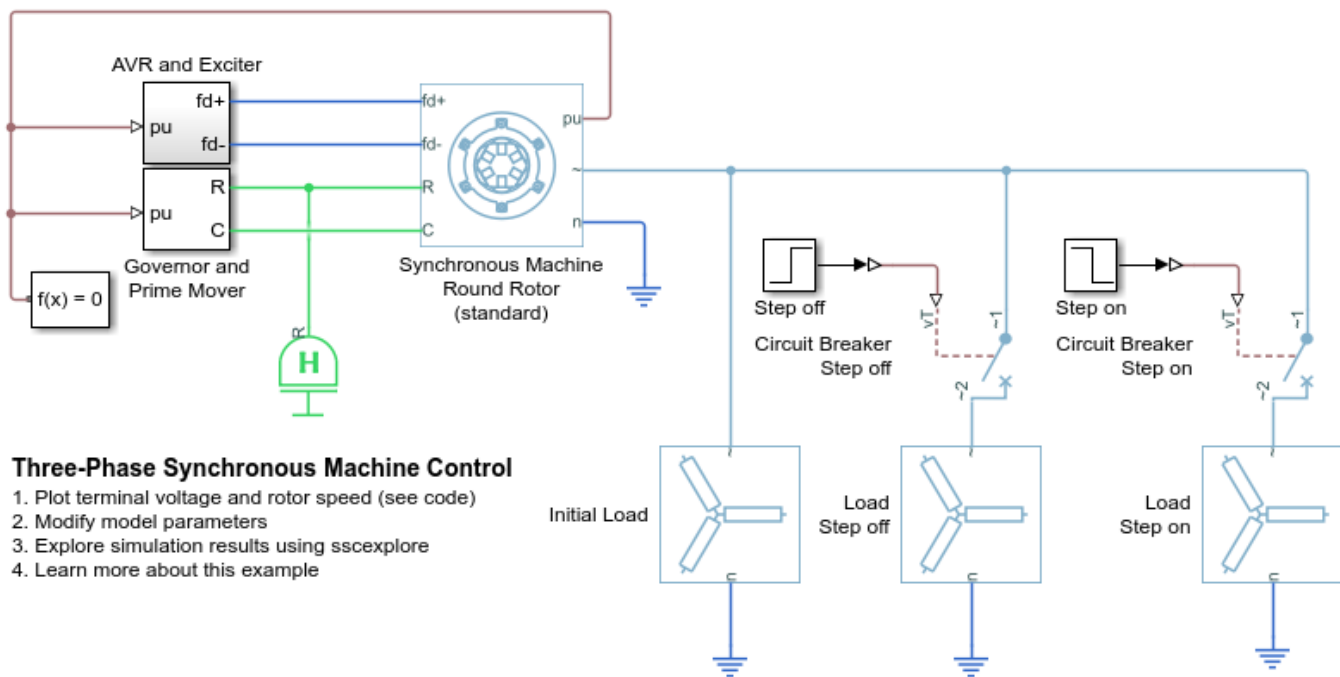 AVR and Exciter
fd+
pu
fd-
R
pu
C
Governor and
Prime Mover
f(x) = 0
fd+
fd-
R
C
pu
~
n
Synchronous Machine
Round Rotor
(standard)
R
H
Step off
vT
~1
Circuit Breaker
Step off
~2
Step on
vT
~1
Circuit Breaker
Step on
~2
Three-Phase Synchronous Machine Control
1. Plot terminal voltage and rotor speed (see code)
2. Modify model parameters
3. Explore simulation results using sscexplore
4. Learn more about this example
~
Initial Load
n
~
Load
Step off
n
~
Load
Step on
n